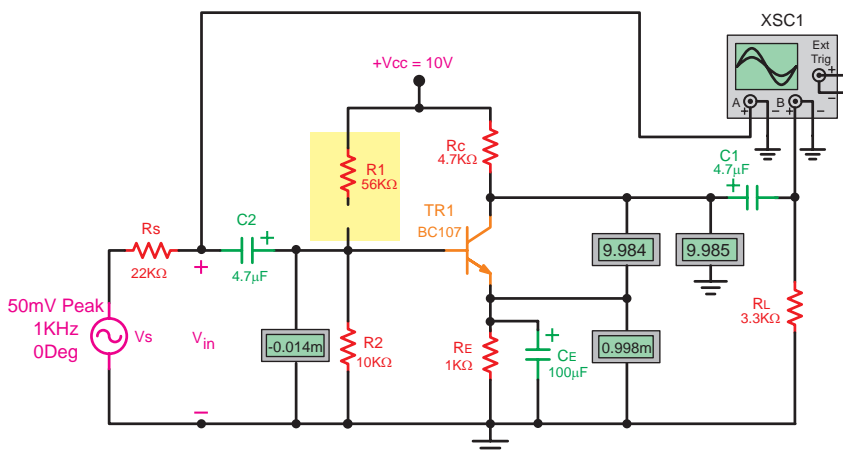 XSC1
Ext
Trig
+
−
A
B
+
−
+
−
+Vcc = 10V
R1
56KΩ
Rc
4.7KΩ
C1
4.7μF
+
TR1
BC107
9.984
9.985
Rs
22KΩ
C2
+
4.7μF
+
50mV Peak
1KHz
0Deg
Vs
Vin
-0.014m
R2
10KΩ
RE
1KΩ
+
CE
100μF
0.998m
RL
3.3KΩ
−